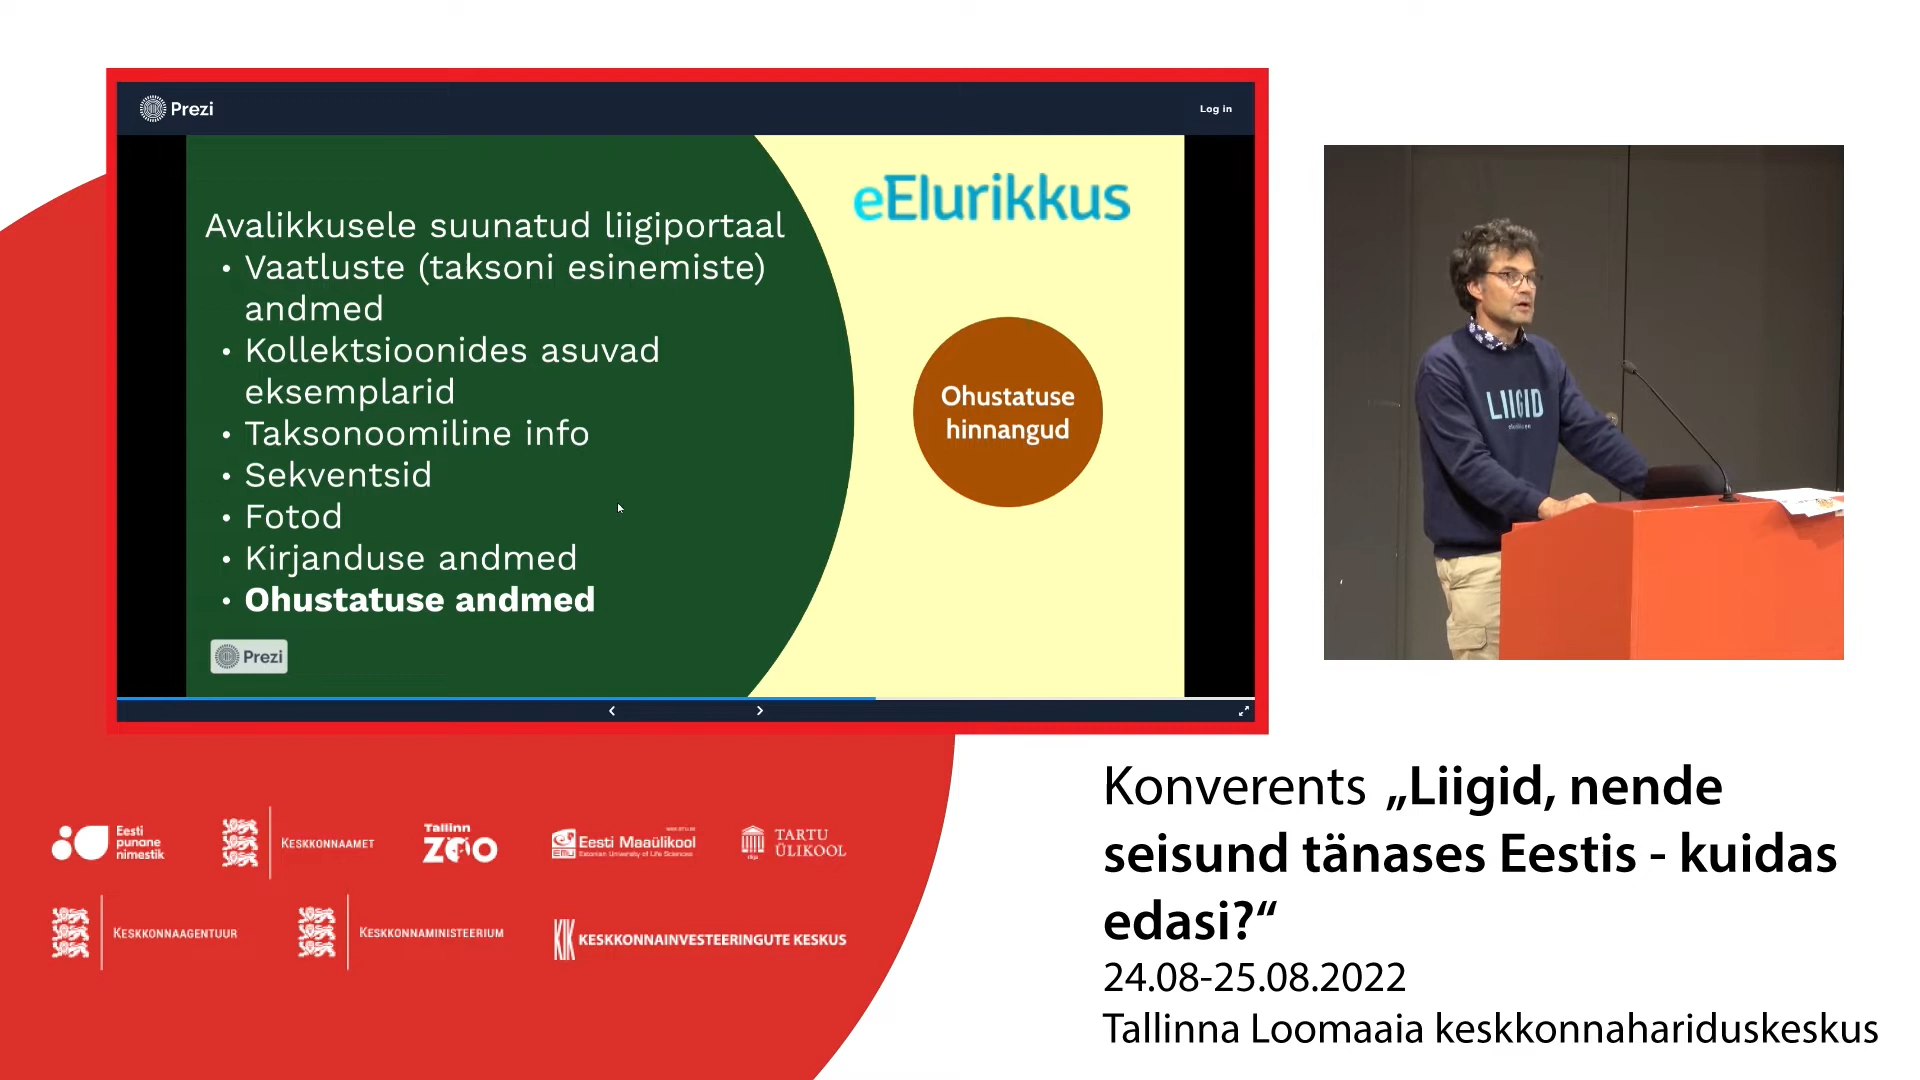 Prezi
Log in
eElurikkus
Avalikkusele suunatud liigiportaal
• Vaatluste (taksoni esinemiste)
andmed
• Kollektsioonides asuvad
eksemplarid
• Taksonoomiline info
• Sekventsid
• Fotod
• Kirjanduse andmed
• Ohustatuse andmed
Ohustatuse
hinnangud
Prezi
LIIGID
Eesti
punane
nimestik
KESKKONNAAMET
Tallinn
ZOO
EMÜ
Eesti Maaülikool
Estonian University of Life Sciences
TARTU
ÜLIKOOL
KESKKONNAAGENTUUR
KESKKONNAMINISTEERIUM
KIK KESKKONNAINVESTEERINGUTE KESKUS
Konverents „Liigid, nende
seisund tänases Eestis - kuidas
edasi?“
24.08-25.08.2022
Tallinna Loomaaia keskkonnahariduskeskus